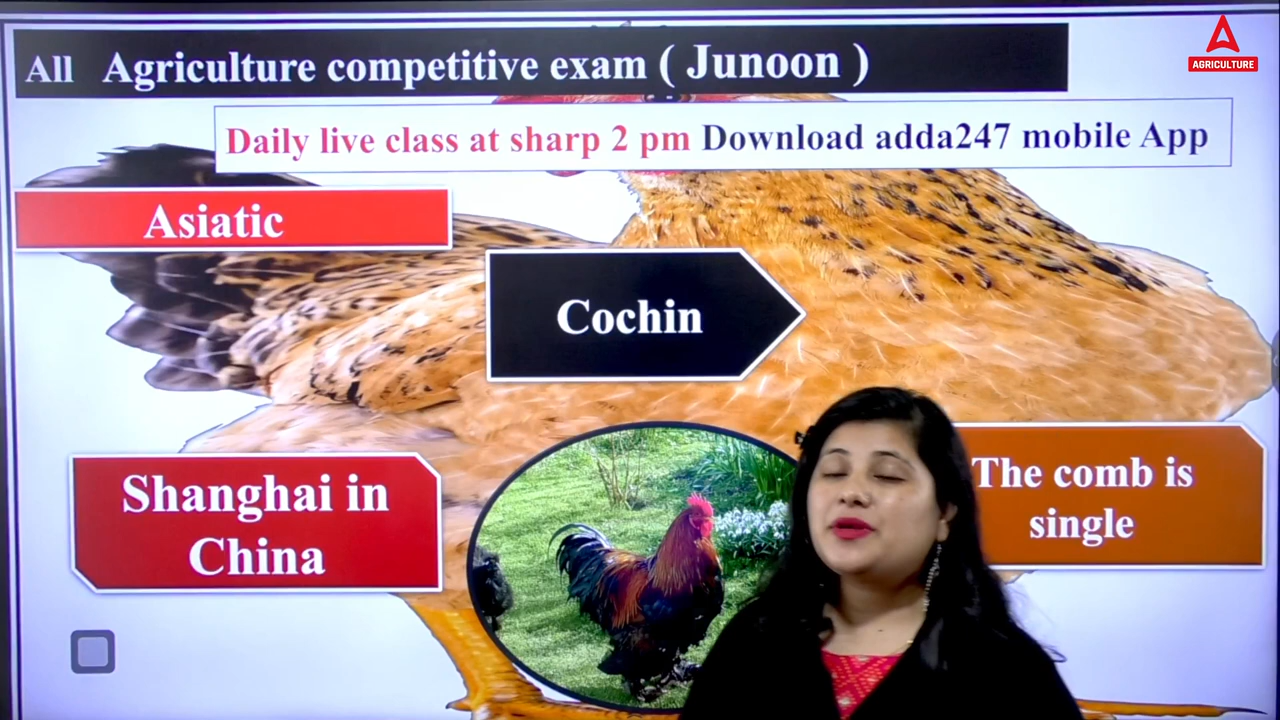 All Agriculture competitive exam ( Junoon )
AGRICULTURE
Daily live class at sharp 2 pm Download adda247 mobile App
Asiatic
Cochin
Shanghai in
China
The comb is
single